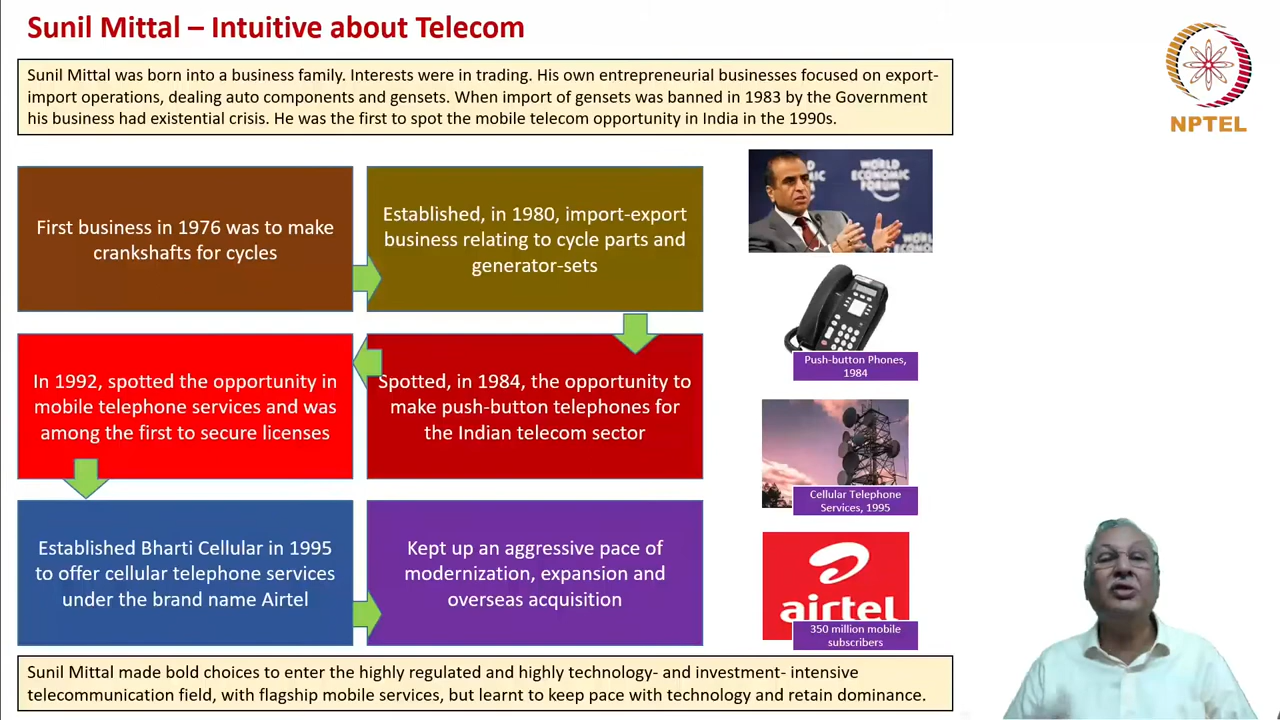 Sunil Mittal – Intuitive about Telecom
Sunil Mittal was born into a business family. Interests were in trading. His own entrepreneurial businesses focused on export-
import operations, dealing auto components and gensets. When import of gensets was banned in 1983 by the Government
his business had existential crisis. He was the first to spot the mobile telecom opportunity in India in the 1990s.
NPTEL
First business in 1976 was to make
crankshafts for cycles
Established, in 1980, import-export
business relating to cycle parts and
generator-sets
WORLD
ECONOMIC
FORUM
WORLD
Push-button Phones,
1984
In 1992, spotted the opportunity in
mobile telephone services and was
among the first to secure licenses
Spotted, in 1984, the opportunity to
make push-button telephones for
the Indian telecom sector
Cellular Telephone
Services, 1995
Established Bharti Cellular in 1995
to offer cellular telephone services
under the brand name Airtel
Kept up an aggressive pace of
modernization, expansion and
overseas acquisition
airtel
350 million mobile
subscribers
Sunil Mittal made bold choices to enter the highly regulated and highly technology- and investment- intensive
telecommunication field, with flagship mobile services, but learnt to keep pace with technology and retain dominance.